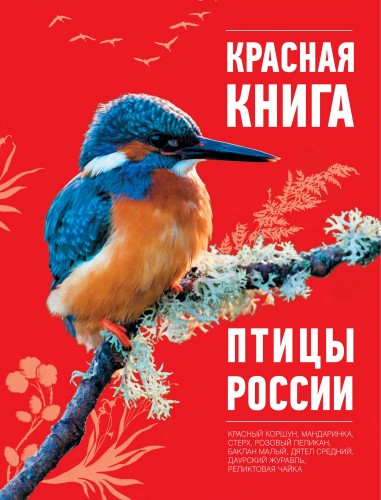 КРАСНАЯ
КНИГА
ПТИЦЫ
РОССИИ
КРАСНЫЙ КОРШУН, МАНДАРИНКА,
СТЕРХ, РОЗОВЫЙ ПЕЛИКАН,
БАКЛАН МАЛЫЙ, ДЯТЕЛ СРЕДНИЙ,
ДАУРСКИЙ ЖУРАВЛЬ,
РЕЛИКТОВАЯ ЧАЙКА